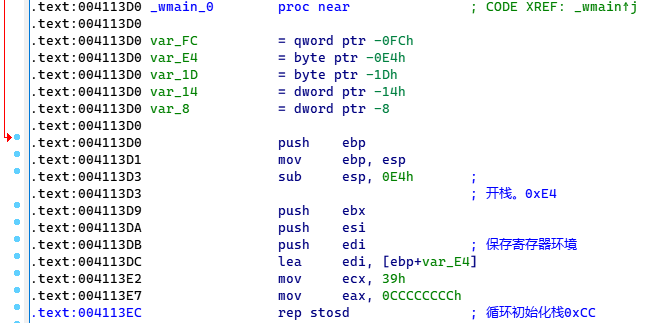 .text:004113D0 _wmain_0 proc near ; CODE XREF: _wmain↑j
.text:004113D0
.text:004113D0 var_FC = qword ptr -0FCh
.text:004113D0 var_E4 = byte ptr -0E4h
.text:004113D0 var_1D = byte ptr -1Dh
.text:004113D0 var_14 = dword ptr -14h
.text:004113D0 var_8 = dword ptr -8
.text:004113D0
.text:004113D0 push ebp
.text:004113D1 mov ebp, esp
.text:004113D3 sub esp, 0E4h ;
.text:004113D3 ; 开栈。0xE4
.text:004113D9 push ebx
.text:004113DA push esi
.text:004113DB push edi ; 保存寄存器环境
.text:004113DC lea edi, [ebp+var_E4]
.text:004113E2 mov ecx, 39h
.text:004113E7 mov eax, 0CCCCCCCCh
.text:004113EC rep stosd ; 循环初始化栈0xCC